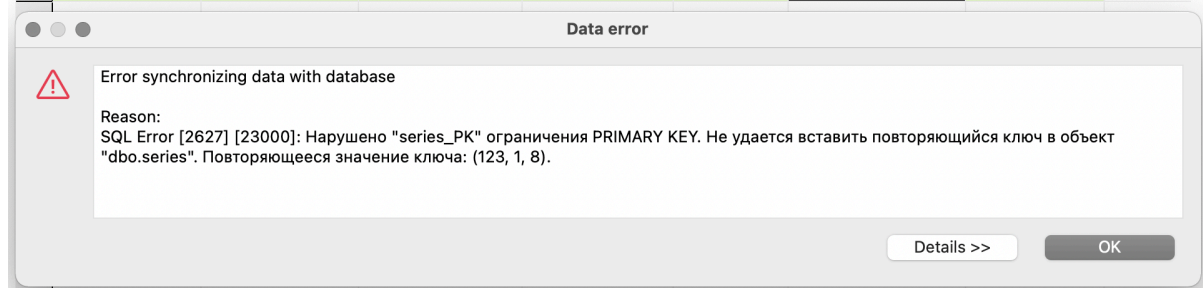 Data error
Error synchronizing data with database
Reason:
SQL Error [2627] [23000]: Нарушено "series_PK" ограничения PRIMARY KEY. Не удается вставить повторяющийся ключ в объект
"dbo.series". Повторяющееся значение ключа: (123, 1, 8).
Details >>
OK